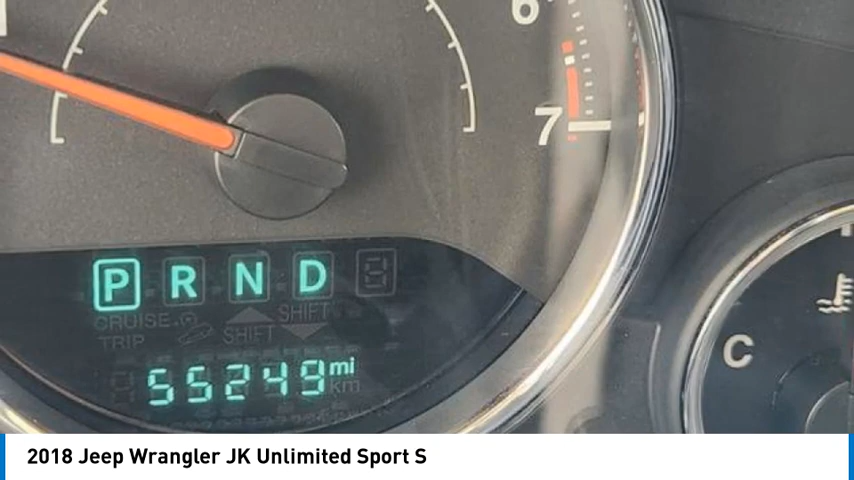 6
7
P R N D
CRUISE
SHIFT
TRIP
SHIFT
55249 mi
km
C
2018 Jeep Wrangler JK Unlimited Sport S